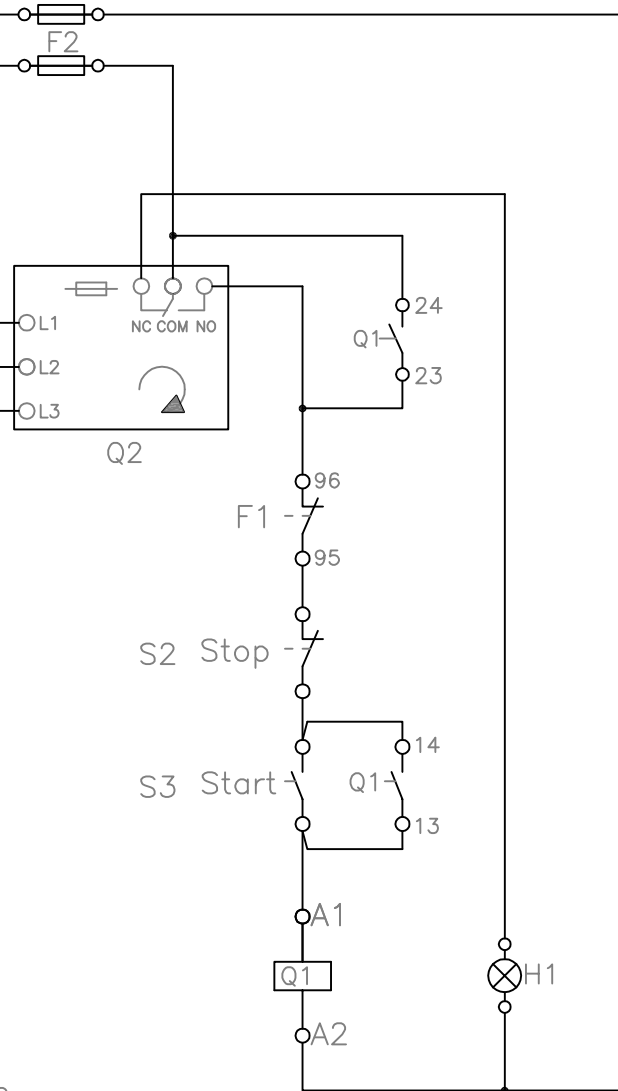 F2
24
Q1
23
NC COM NO
L1
L2
L3
Q2
96
F1
95
S2 Stop
14
S3 Start Q1
13
A1
Q1
H1
A2